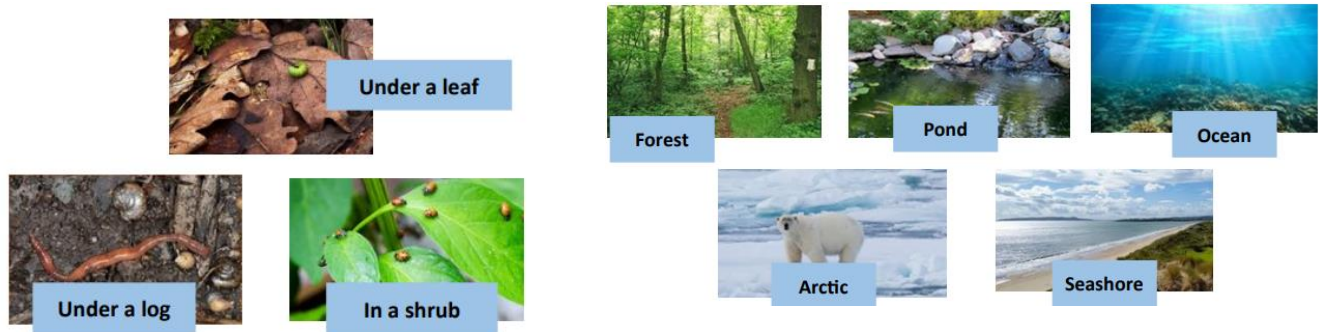 Under a leaf
Under a log
In a shrub
Forest
Pond
Ocean
Arctic
Seashore